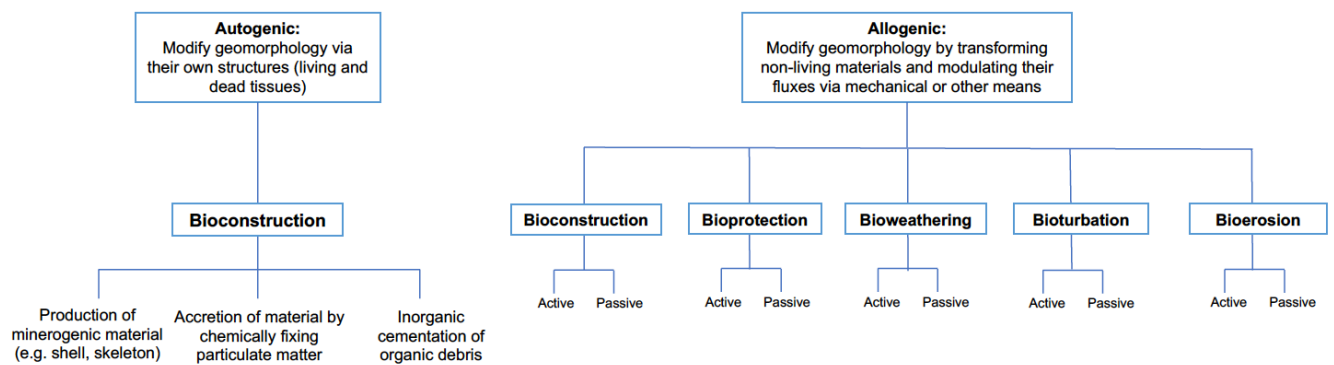 Autogenic:
Modify geomorphology via
their own structures (living and
dead tissues)
Bioconstruction
Production of
minerogenic material
(e.g. shell, skeleton)
Accretion of material by
chemically fixing
particulate matter
Inorganic
cementation of
organic debris
Allogenic:
Modify geomorphology by transforming
non-living materials and modulating their
fluxes via mechanical or other means
Bioconstruction
Active
Passive
Bioprotection
Active
Passive
Bioweathering
Active
Passive
Bioturbation
Active
Passive
Bioerosion
Active
Passive